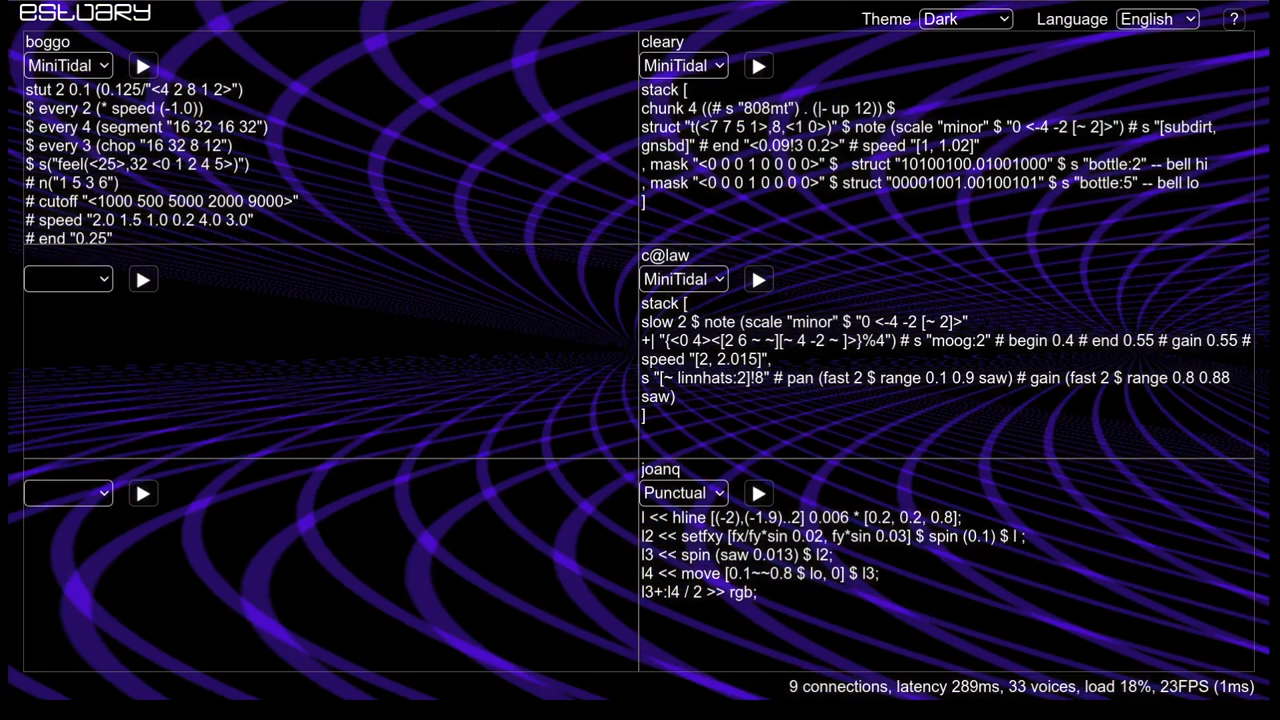 estuary
Theme Dark Language English ?
boggo
MiniTidal
stut 2 0.1 (0.125/"<4 2 8 1 2>")
$ every 2 (* speed (-1.0))
$ every 4 (segment "16 32 16 32")
$ every 3 (chop "16 32 8 12")
$ s("feel(<25>,32 <0 1 2 4 5>)")
# n("1 5 3 6")
# cutoff "<1000 500 5000 2000 9000>"
# speed "2.0 1.5 1.0 0.2 4.0 3.0"
# end "0.25"
cleary
MiniTidal
stack [
chunk 4 ((# s "808mt") . (|- up 12)) $
struct "t(<7 7 5 1>,8,<1 0>)" $ note (scale "minor" $ "0 <-4 -2 [~ 2]>") # s "[subdirt,
gnsbd]" # end "<0.09!3 0.2>" # speed "[1, 1.02]"
, mask "<0 0 0 1 0 0 0 0>" $ struct "10100100.01001000" $ s "bottle:2" -- bell hi
, mask "<0 0 0 1 0 0 0 0>" $ struct "00001001.00100101" $ s "bottle:5" -- bell lo
]
c@law
MiniTidal
stack [
slow 2 $ note (scale "minor" $ "0 <-4 -2 [~ 2]>"
+| "{<0 4><[2 6 ~ ~][~ 4 -2 ~ ]>}%4") # s "moog:2" # begin 0.4 # end 0.55 # gain 0.55 #
speed "[2, 2.015]",
s "[~ linnhats:2]!8" # pan (fast 2 $ range 0.1 0.9 saw) # gain (fast 2 $ range 0.8 0.88
saw)
]
joanq
Punctual
l << hline [(-2),(-1.9)..2] 0.006 * [0.2, 0.2, 0.8];
l2 << setfxy [fx/fy*sin 0.02, fy*sin 0.03] $ spin (0.1) $ l ;
l3 << spin (saw 0.013) $ l2;
l4 << move [0.1~~0.8 $ lo, 0] $ l3;
l3+:l4 / 2 >> rgb;
9 connections, latency 289ms, 33 voices, load 18%, 23FPS (1ms)